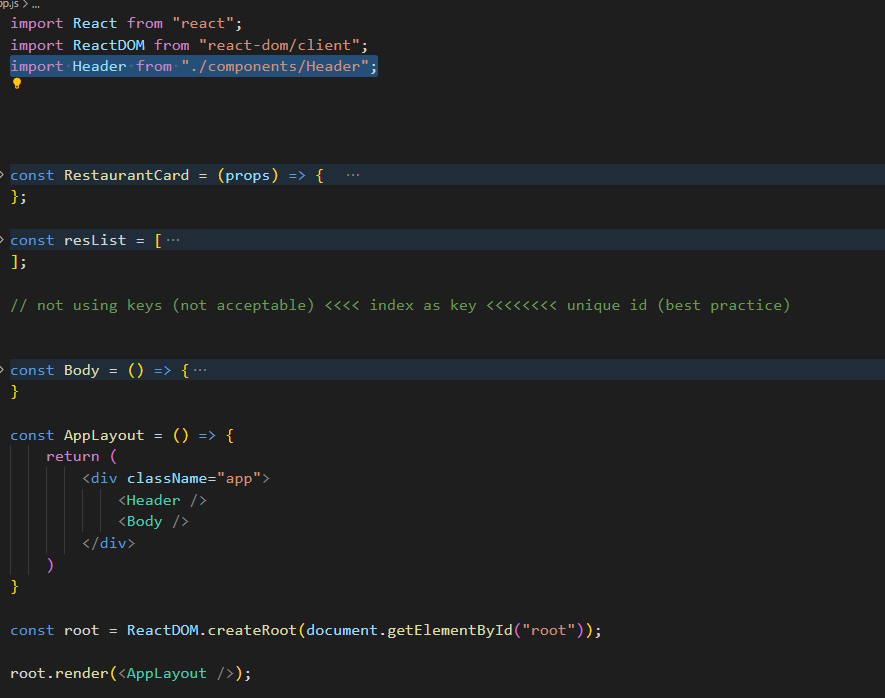 pp.js > ...
import React from "react";
import ReactDOM from "react-dom/client";
import Header from "./components/Header";
const RestaurantCard = (props) => { ...
};
const resList = [ ...
];
// not using keys (not acceptable) <<<< index as key <<<<<<<< unique id (best practice)
const Body = () => { ...
}
const AppLayout = () => {
    return (
        <div className="app">
            <Header />
            <Body />
        </div>
    )
}
const root = ReactDOM.createRoot(document.getElementById("root"));
root.render(<AppLayout />);